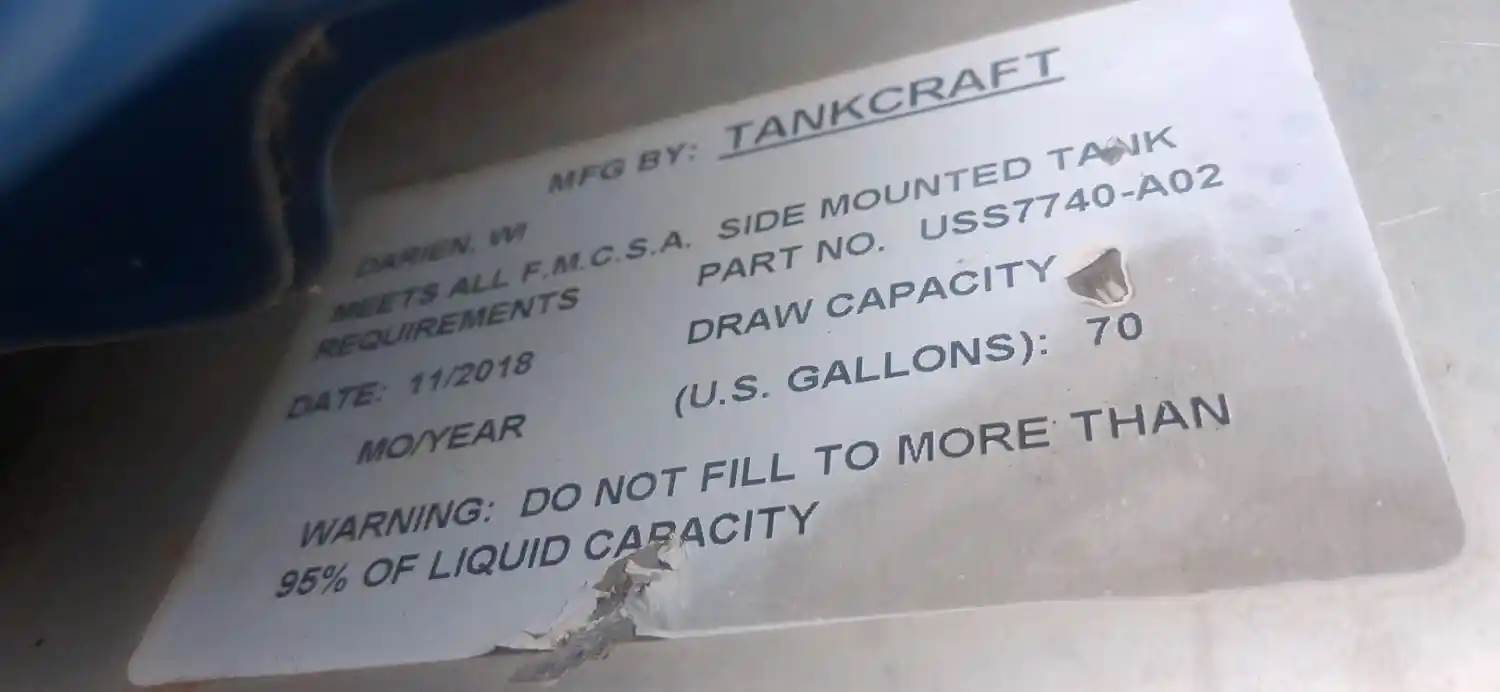 MFG BY: TANKCRAFT
DARIEN, WI
MEETS ALL F.M.C.S.A. SIDE MOUNTED TANK
REQUIREMENTS PART NO. USS7740-A02
DATE: 11/2018 DRAW CAPACITY
MO/YEAR (U.S. GALLONS): 70
WARNING: DO NOT FILL TO MORE THAN
95% OF LIQUID CAPACITY